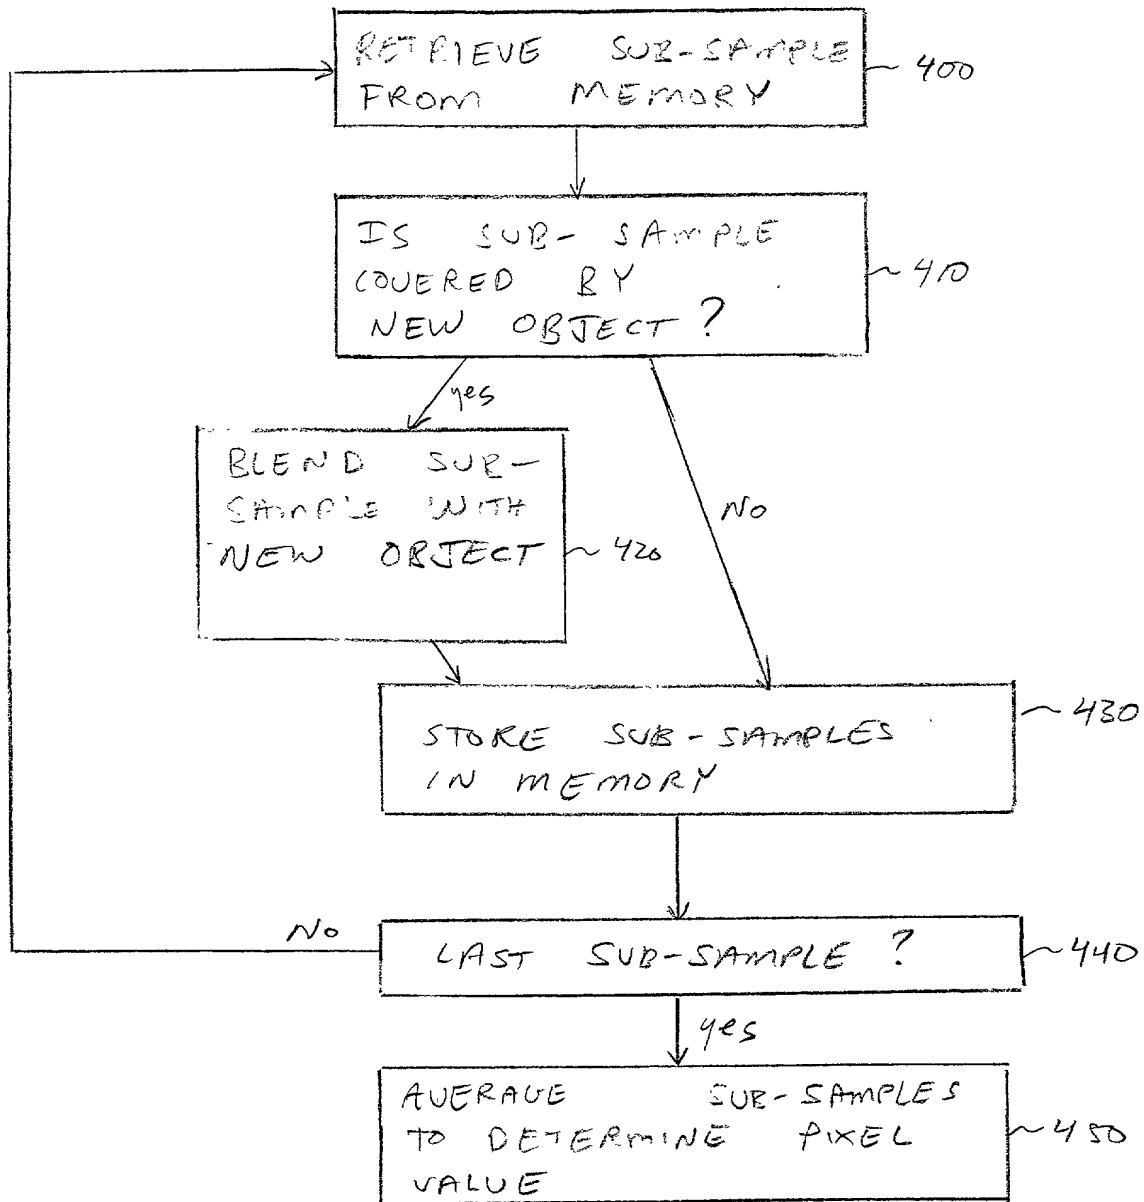 RETRIEVE SUB-SAMPLE
FROM MEMORY
~ 400
IS SUB-SAMPLE
COVERED BY
NEW OBJECT?
~ 410
yes
No
BLEND SUB-
SAMPLE WITH
NEW OBJECT
~ 420
STORE SUB-SAMPLES
IN MEMORY
~ 430
No
LAST SUB-SAMPLE ?
~ 440
yes
AVERAGE SUB-SAMPLES
TO DETERMINE PIXEL
VALUE
~ 450